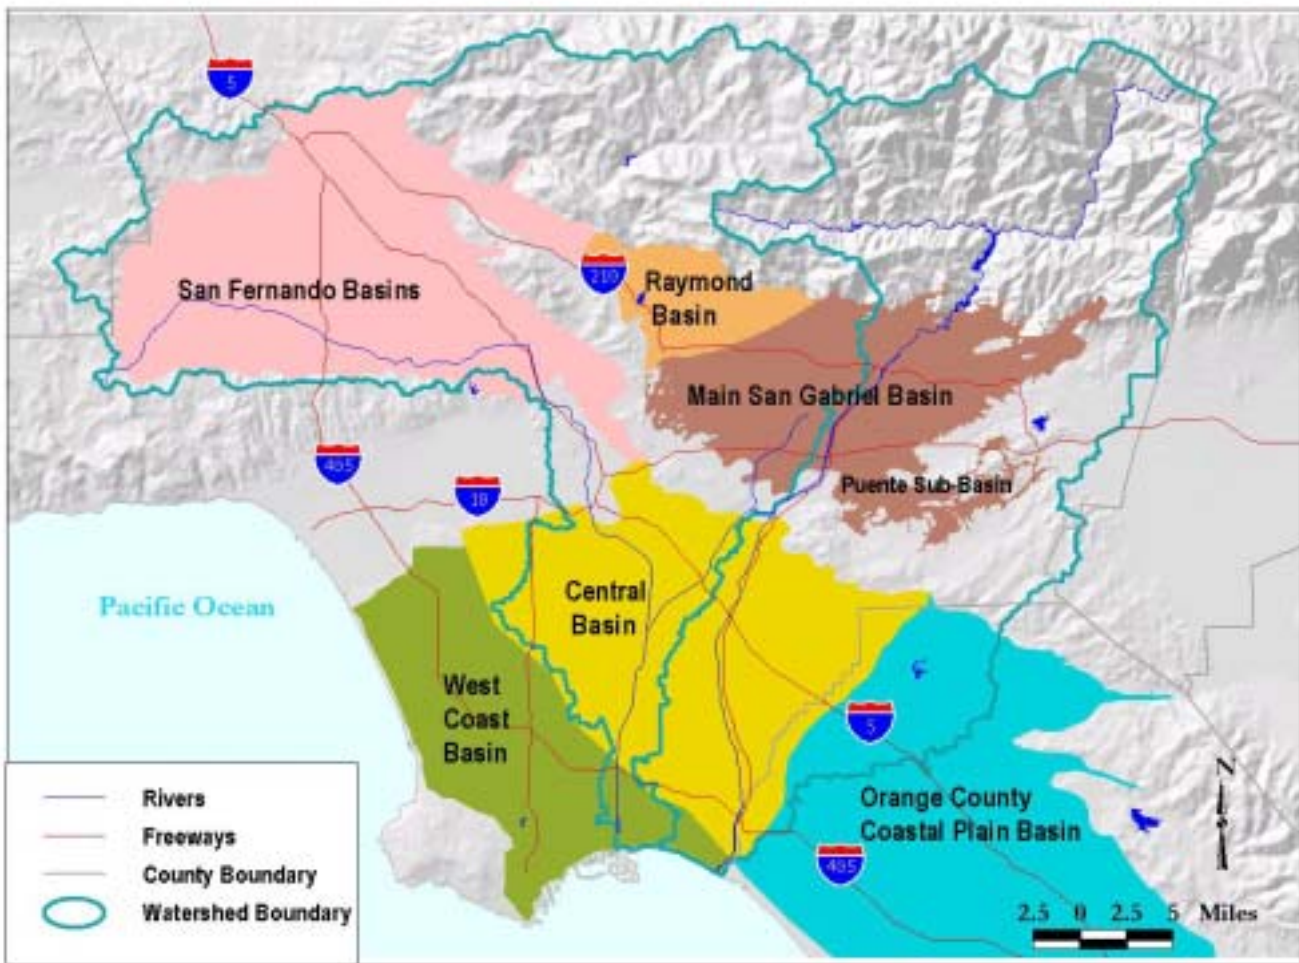 5
San Fernando Basins
210
Raymond
Basin
Main San Gabriel Basin
405
10
Puente Sub-Basin
Pacific Ocean
Central
Basin
West
Coast
Basin
5
Orange County
Coastal Plain Basin
405
N
2.5 0 2.5 5 Miles
Rivers
Freeways
County Boundary
Watershed Boundary